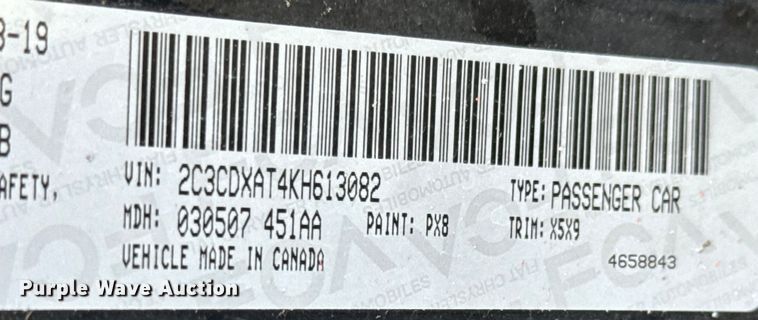 3-19
G
B
AFETY,
VIN: 2C3CDXAT4KH613082 TYPE: PASSENGER CAR
MDH: 030507 451AA PAINT: PX8 TRIM: X5X9
VEHICLE MADE IN CANADA 4658843
Purple Wave Auction